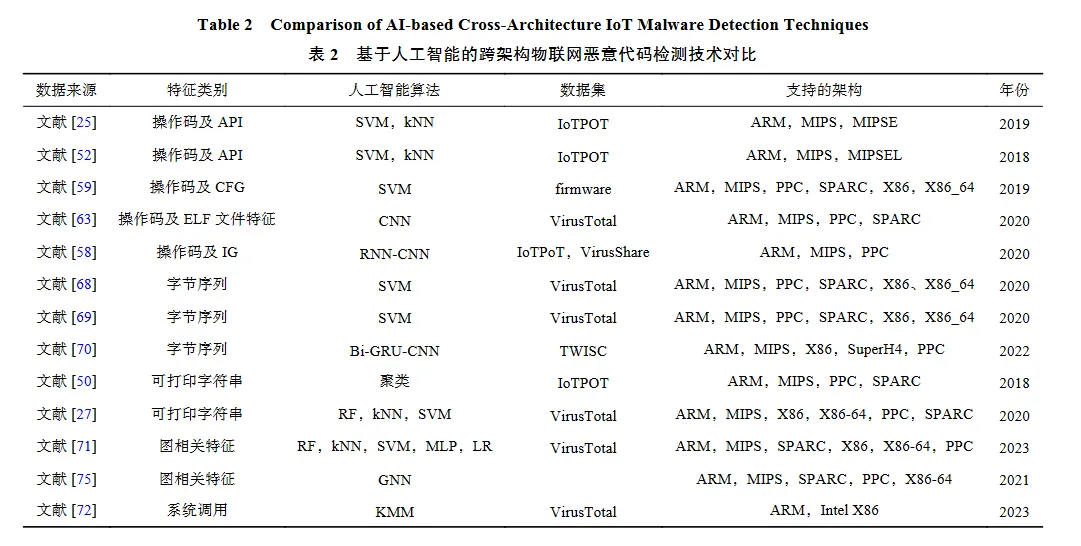 Table 2 Comparison of AI-based Cross-Architecture IoT Malware Detection Techniques
表 2 基于人工智能的跨架构物联网恶意代码检测技术对比
数据来源 特征类别 人工智能算法 数据集 支持的架构 年份
文献 [25] 操作码及 API SVM，kNN IoTPOT ARM，MIPS，MIPSE 2019
文献 [52] 操作码及 API SVM，kNN IoTPOT ARM，MIPS，MIPSEL 2018
文献 [59] 操作码及 CFG SVM firmware ARM，MIPS，PPC，SPARC，X86，X86_64 2019
文献 [63] 操作码及 ELF 文件特征 CNN VirusTotal ARM，MIPS，PPC，SPARC 2020
文献 [58] 操作码及 IG RNN-CNN IoTPoT，VirusShare ARM，MIPS，PPC 2020
文献 [68] 字节序列 SVM VirusTotal ARM，MIPS，PPC，SPARC，X86、X86_64 2020
文献 [69] 字节序列 SVM VirusTotal ARM，MIPS，PPC，SPARC，X86，X86_64 2020
文献 [70] 字节序列 Bi-GRU-CNN TWISC ARM，MIPS，X86，SuperH4，PPC 2022
文献 [50] 可打印字符串 聚类 IoTPOT ARM，MIPS，PPC，SPARC 2018
文献 [27] 可打印字符串 RF，kNN，SVM VirusTotal ARM，MIPS，X86，X86-64，PPC，SPARC 2020
文献 [71] 图相关特征 RF，kNN，SVM，MLP，LR VirusTotal ARM，MIPS，SPARC，X86，X86-64，PPC 2023
文献 [75] 图相关特征 GNN ARM，MIPS，SPARC，PPC，X86-64 2021
文献 [72] 系统调用 KMM VirusTotal ARM，Intel X86 2023